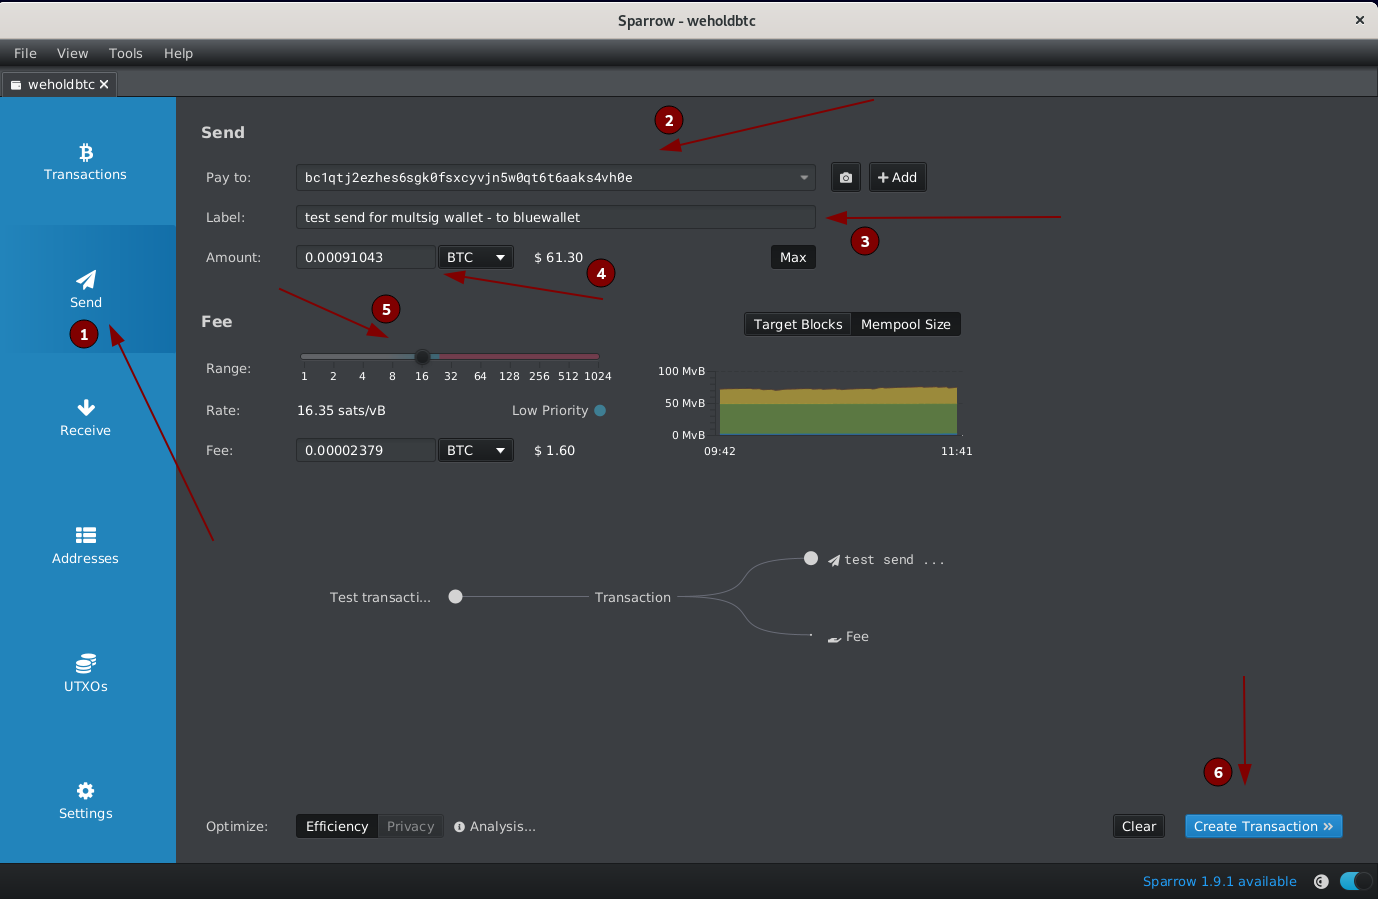 Sparrow - weholdbtc
File View Tools Help
weholdbtc
Transactions
Send
1
Receive
Addresses
UTXOs
Settings
Send
2
Pay to: bc1qtj2ezhes6sgk0fsxcyvjn5w0qt6t6aaks4vh0e Add
Label: test send for multsig wallet - to bluewallet
3
Amount: 0.00091043 BTC $ 61.30 Max
4
5
Fee Target Blocks Mempool Size
Range:
1 2 4 8 16 32 64 128 256 512 1024
Rate: 16.35 sats/vB Low Priority
Fee: 0.00002379 BTC $ 1.60
100 MvB
50 MvB
0 MvB
09:42 11:41
test send ...
Test transacti... Transaction
Fee
6
Optimize: Efficiency Privacy Analysis... Clear Create Transaction »
Sparrow 1.9.1 available